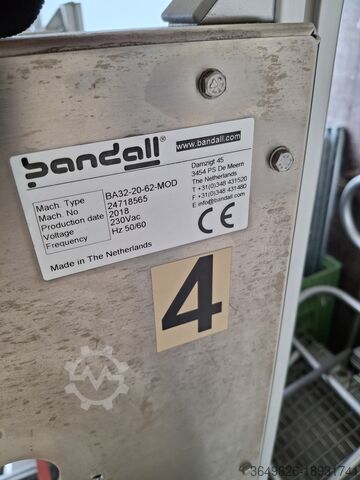 bandall
www.bandall.com
Damzigt 45
3454 PS De Meern
The Netherlands
T +31(0)348 431520
F +31(0)348 431480
E info@bandall.com
Mach. Type BA32-20-62-MOD
Mach. No 24718565
Production date 2018
Voltage 230Vac
Frequency Hz 50/60
CE
Made in The Netherlands
4